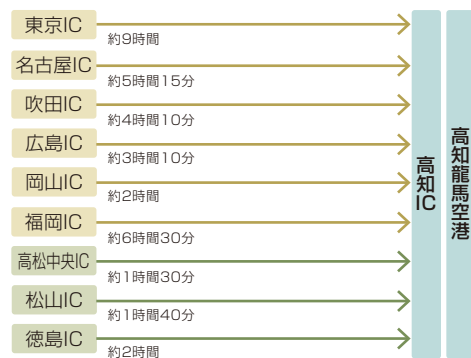 東京IC
約9時間
名古屋IC
約5時間15分
吹田IC
約4時間10分
広島IC
約3時間10分
岡山IC
約2時間
福岡IC
約6時間30分
高松中央IC
約1時間30分
松山IC
約1時間40分
徳島IC
約2時間
高知IC
高知龍馬空港